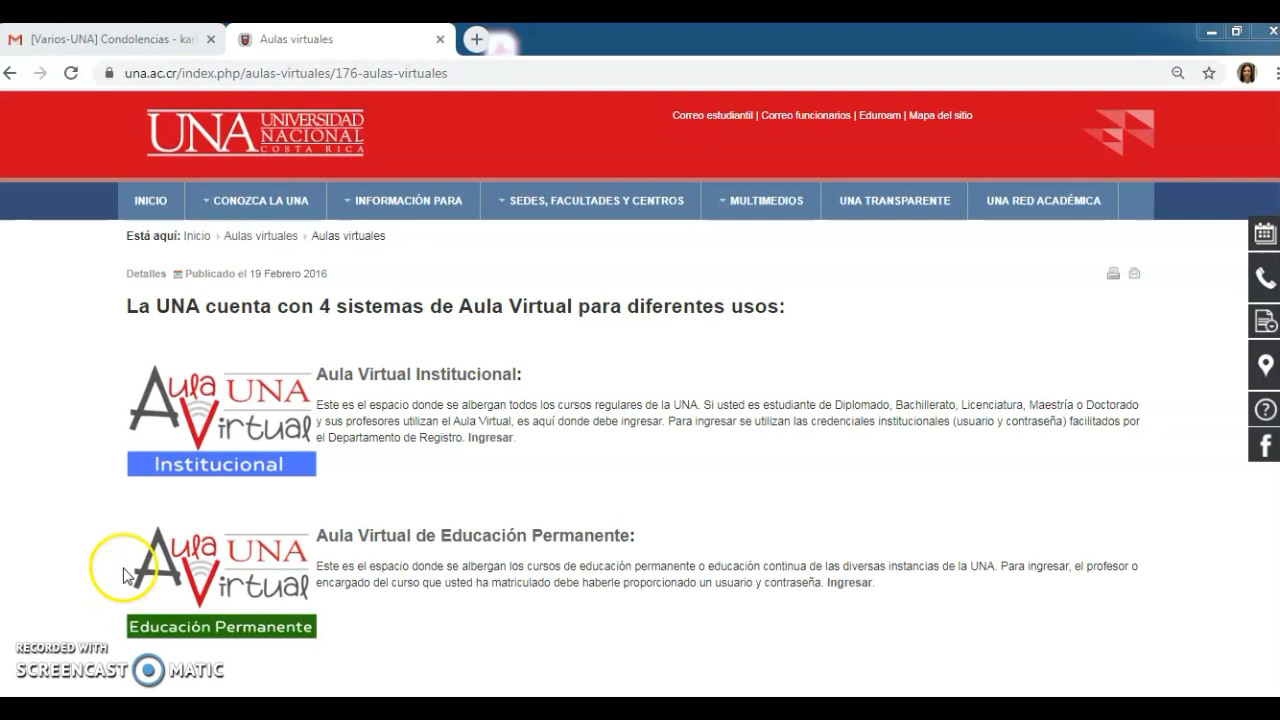 [Varios-UNA] Condolencias - kar
Aulas virtuales
una.ac.cr/index.php/aulas-virtuales/176-aulas-virtuales
UNA UNIVERSIDAD
NACIONAL
COSTA RICA
Correo estudiantil | Correo funcionarios | Eduroam | Mapa del sitio
INICIO CONOZCA LA UNA INFORMACIÓN PARA SEDES, FACULTADES Y CENTROS MULTIMEDIOS UNA TRANSPARENTE UNA RED ACADÉMICA
Está aquí: Inicio Aulas virtuales Aulas virtuales
Detalles Publicado el 19 Febrero 2016
La UNA cuenta con 4 sistemas de Aula Virtual para diferentes usos:
Aula UNA
Virtual
Institucional
Aula Virtual Institucional:
Este es el espacio donde se albergan todos los cursos regulares de la UNA. Si usted es estudiante de Diplomado, Bachillerato, Licenciatura, Maestría o Doctorado
y sus profesores utilizan el Aula Virtual, es aquí donde debe ingresar. Para ingresar se utilizan las credenciales institucionales (usuario y contraseña) facilitados por
el Departamento de Registro. Ingresar.
Aula UNA
Virtual
Educación Permanente
Aula Virtual de Educación Permanente:
Este es el espacio donde se albergan los cursos de educación permanente o educación continua de las diversas instancias de la UNA. Para ingresar, el profesor o
encargado del curso que usted ha matriculado debe haberle proporcionado un usuario y contraseña. Ingresar.
RECORDED WITH
SCREENCAST MATIC